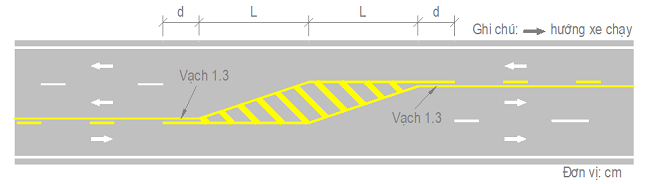 d L L d
Ghi chú: hướng xe chạy
Vạch 1.3
Vạch 1.3
Đơn vị: cm